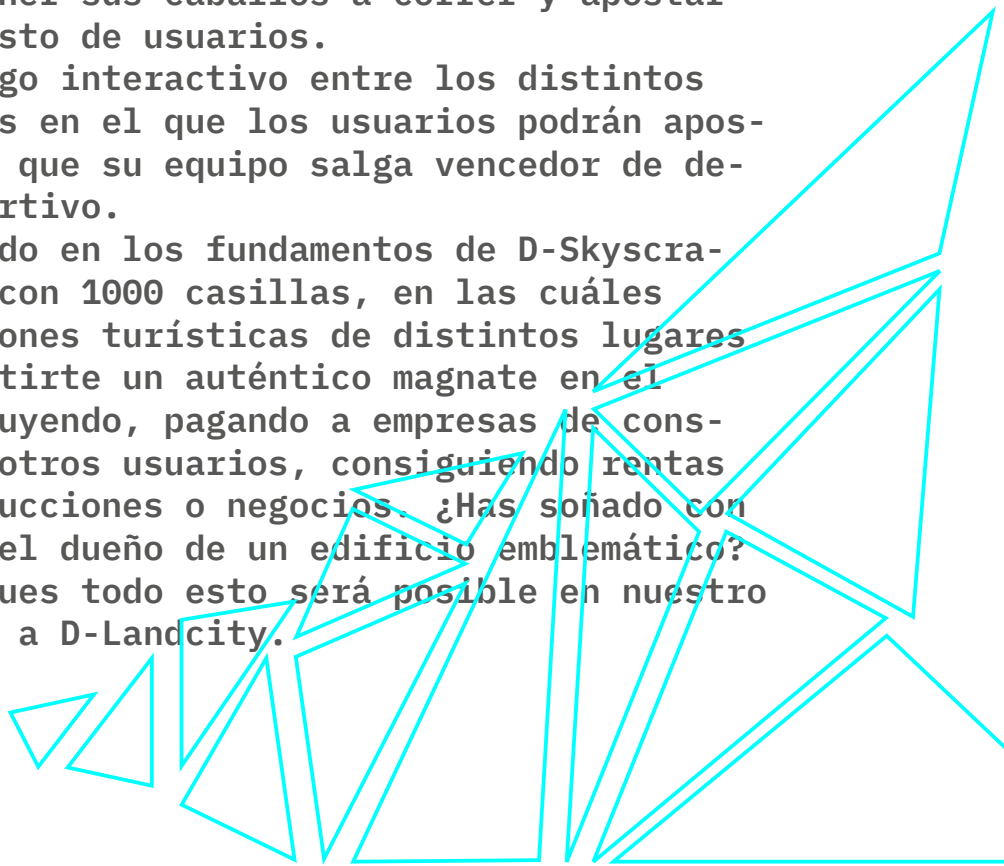 sus caballos a correr y apostar
sto de usuarios.
go interactivo entre los distintos
s en el que los usuarios podrán apos-
que su equipo salga vencedor de de-
rtivo.
do en los fundamentos de D-Skyscra-
con 1000 casillas, en las cuáles
ones turísticas de distintos lugares
tirte un auténtico magnate en el
uyendo, pagando a empresas de cons-
otros usuarios, consiguiendo rentas
ucciones o negocios. ¿Has soñado con
el dueño de un edificio emblemático?
ues todo esto será posible en nuestro
a D-Landcity.